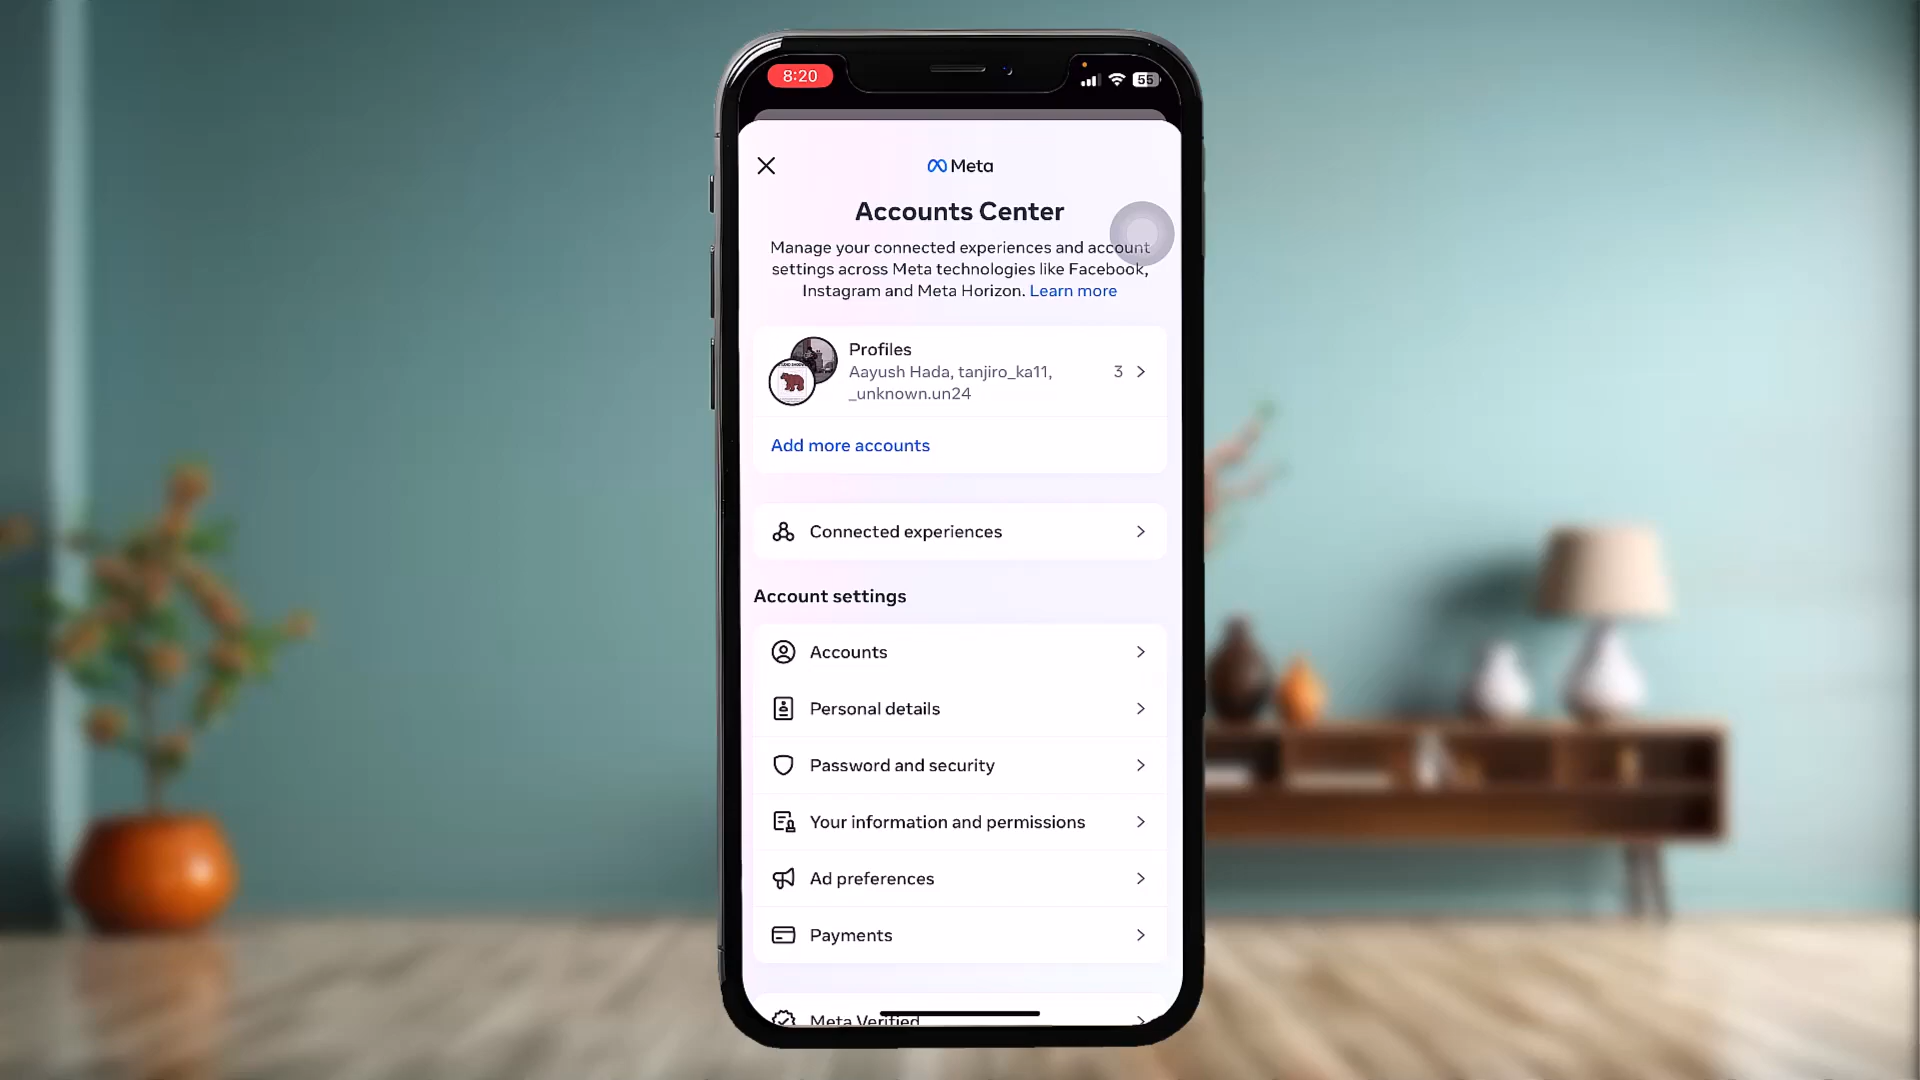 8:20
55
Meta
Accounts Center
Manage your connected experiences and account
settings across Meta technologies like Facebook,
Instagram and Meta Horizon. Learn more
Profiles
Aayush Hada, tanjiro_ka11,
_unknown.un24
3
Add more accounts
Connected experiences
Account settings
Accounts
Personal details
Password and security
Your information and permissions
Ad preferences
Payments
Meta Verified